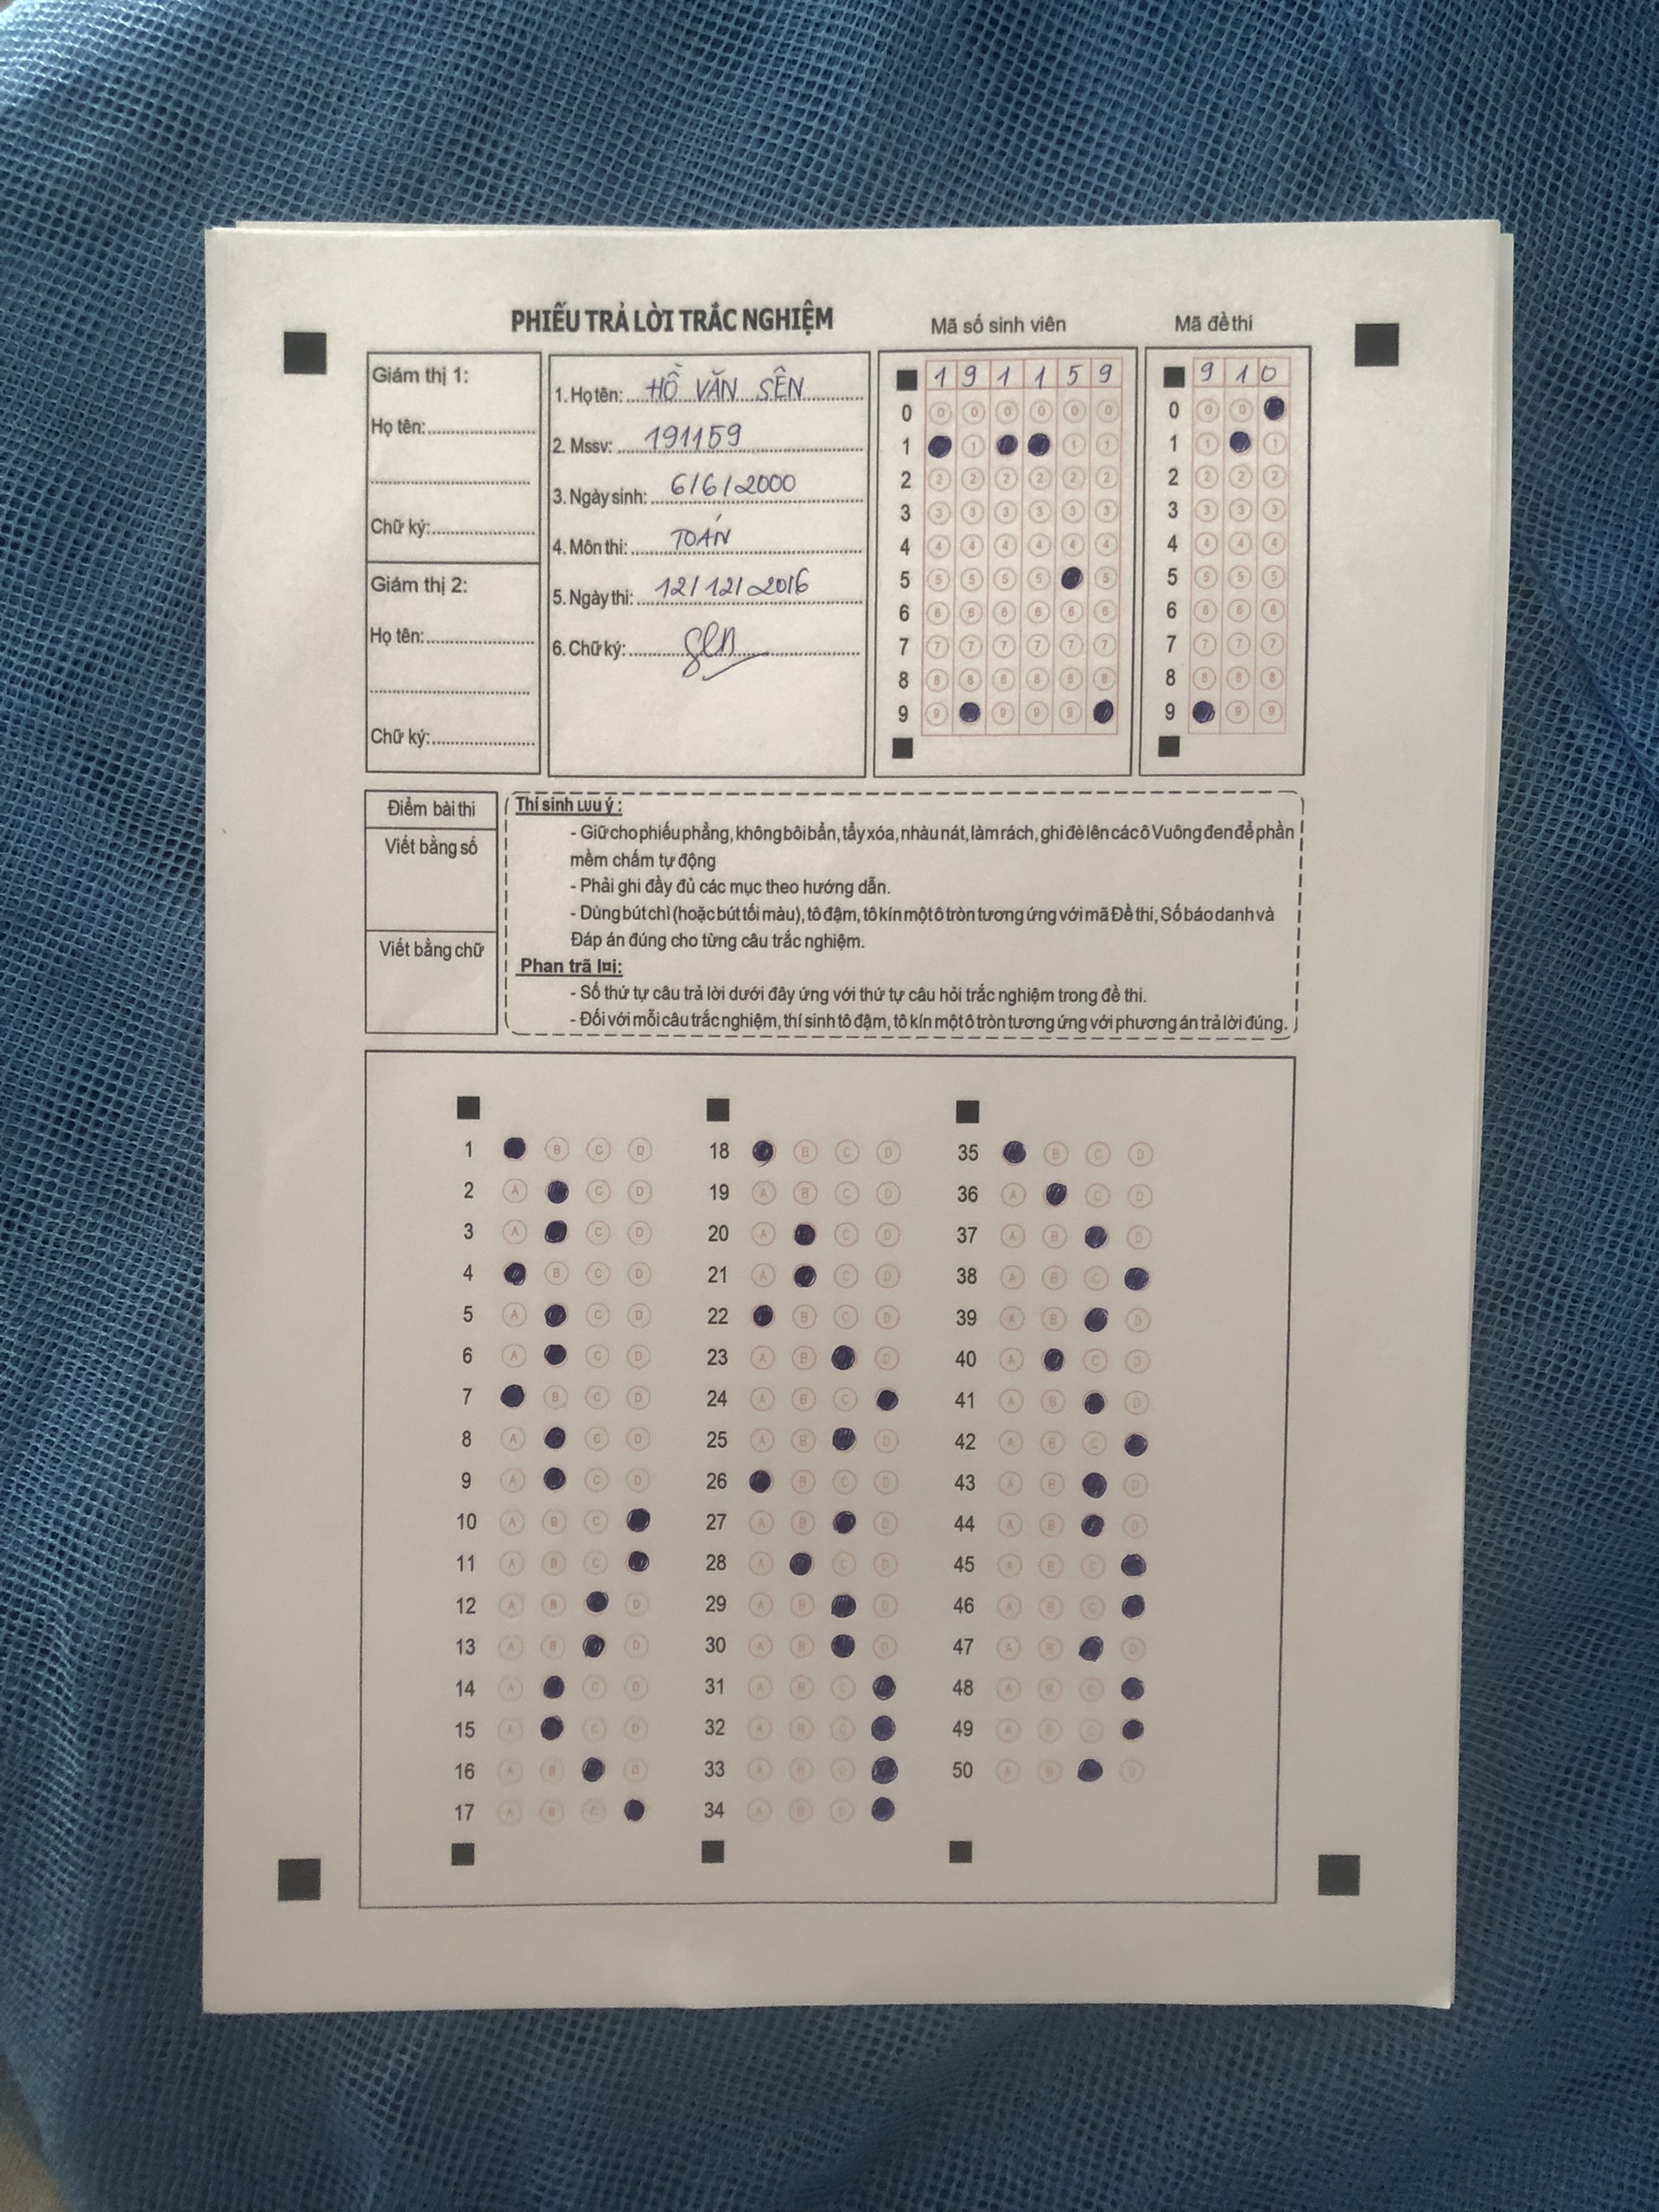 PHIẾU TRẢ LỜI TRẮC NGHIỆM
Mã số sinh viên
Mã đề thi
Giám thị 1:
Họ tên:
Chữ ký:
Giám thị 2:
Họ tên:
Chữ ký:
1. Họ tên: HỒ VĂN SÊN
2. Mssv: 191159
3. Ngày sinh: 6/6/2000
4. Môn thi: TOÁN
5. Ngày thi: 12/12/2016
6. Chữ ký: Sen
1 9 1 1 5 9
0 0 0 0 0 0 0
1 1 1 1
2 2 2 2 2 2 2
3 3 3 3 3 3 3
4 4 4 4 4 4 4
5 5 5 5 5 5
6 6 6 6 6 6 6
7 7 7 7 7 7 7
8 8 8 8 8 8 8
9 9 9 9 9
9 1 0
0 0 0
1 1 1
2 2 2 2
3 3 3 3
4 4 4 4
5 5 5 5
6 6 6 6
7 7 7 7
8 8 8 8
9 9 9
Điểm bài thi
Viết bằng số
Viết bằng chữ
Thí sinh Lưu ý :
- Giữ cho phiếu phẳng, không bôi bẩn, tẩy xóa, nhàu nát, làm rách, ghi đè lên các ô Vuông đen để phần
mềm chấm tự động
- Phải ghi đầy đủ các mục theo hướng dẫn.
- Dùng bút chì (hoặc bút tối màu), tô đậm, tô kín một ô tròn tương ứng với mã Đề thi, Số báo danh và
Đáp án đúng cho từng câu trắc nghiệm.
Phan trã l¤i:
- Số thứ tự câu trả lời dưới đây ứng với thứ tự câu hỏi trắc nghiệm trong đề thi.
- Đối với mỗi câu trắc nghiệm, thí sinh tô đậm, tô kín một ô tròn tương ứng với phương án trả lời đúng.
1 B C D
2 A C D
3 A C D
4 B C D
5 A C D
6 A C D
7 B C D
8 A C D
9 A C D
10 A B C
11 A B C
12 A B D
13 A B D
14 A C D
15 A C D
16 A B D
17 A B C
18 B C D
19 A B C D
20 A C D
21 A C D
22 B C D
23 A B D
24 A B C
25 A B D
26 B C D
27 A B D
28 A C D
29 A B D
30 A B D
31 A B C
32 A B C
33 A B C
34 A B C
35 B C D
36 A C D
37 A B D
38 A B C
39 A B D
40 A C D
41 A B D
42 A B C
43 A B D
44 A B D
45 A B C
46 A B C
47 A B D
48 A B C
49 A B C
50 A B D